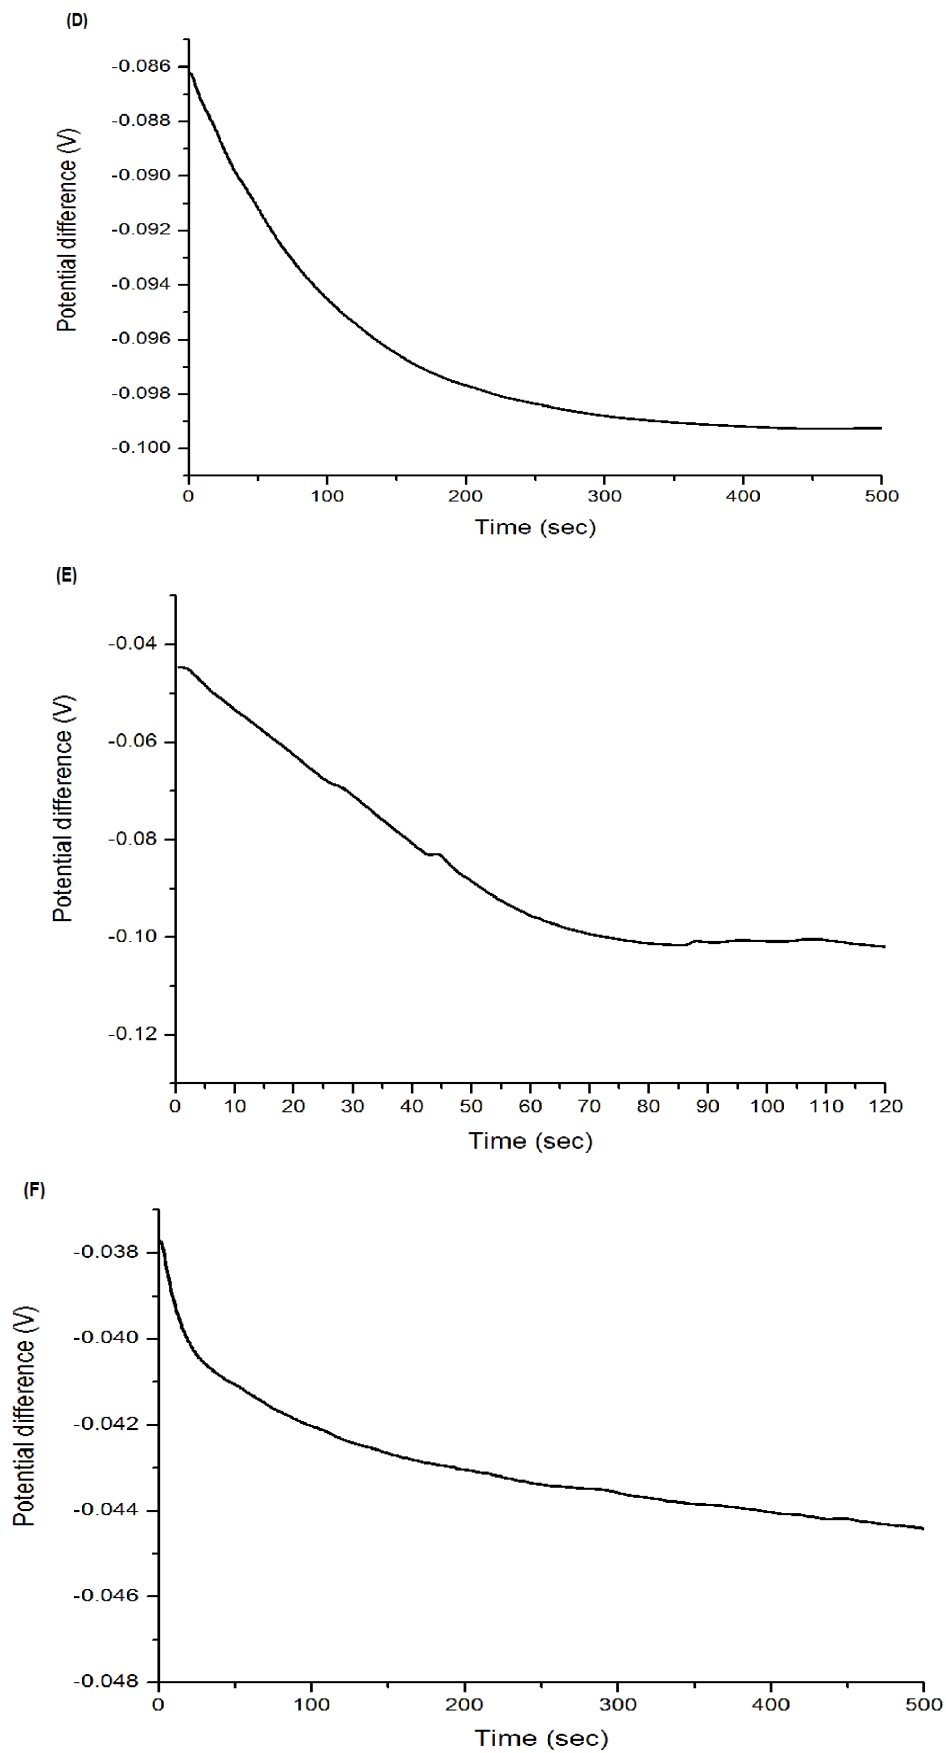 (D)
Potential difference (V)
-0.086
-0.088
-0.090
-0.092
-0.094
-0.096
-0.098
-0.100
0 100 200 300 400 500
Time (sec)
(E)
Potential difference (V)
-0.04
-0.06
-0.08
-0.10
-0.12
0 10 20 30 40 50 60 70 80 90 100 110 120
Time (sec)
(F)
Potential difference (V)
-0.038
-0.040
-0.042
-0.044
-0.046
-0.048
0 100 200 300 400 500
Time (sec)